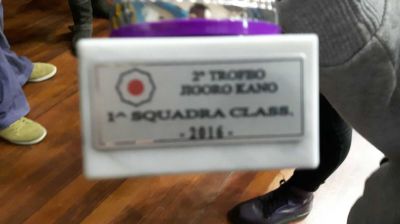 2° TROFEO
JIGORO KANO
1^ SQUADRA CLASS.
- 2016 -